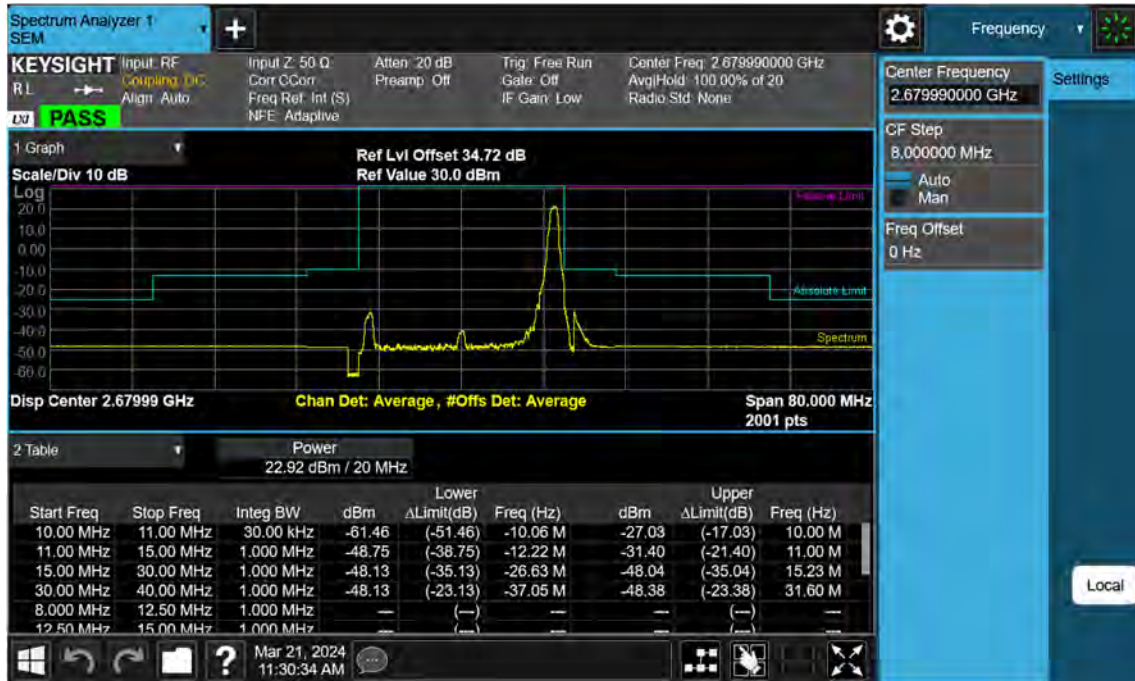 Spectrum Analyzer 1
SEM
Frequency
KEYSIGHT Input: RF Input Z: 50 Ω Atten: 20 dB Trig: Free Run Center Freq: 2.679990000 GHz
RL Coupling: DC Corr CCorr Preamp: Off Gate: Off Avg|Hold: 100.00% of 20
Align: Auto Freq Ref: Int (S) IF Gain: Low Radio Std: None
LXI PASS NFE: Adaptive
Center Frequency
2.679990000 GHz
Settings
CF Step
8.000000 MHz
Auto
Man
Freq Offset
0 Hz
1 Graph
Ref Lvl Offset 34.72 dB
Scale/Div 10 dB Ref Value 30.0 dBm
Log
20.0
10.0
0.00
-10.0
-20.0
-30.0
-40.0
-50.0
-60.0
Relative Limit
Absolute Limit
Spectrum
Disp Center 2.67999 GHz Chan Det: Average, #Offs Det: Average Span 80.000 MHz
2001 pts
2 Table
Power
22.92 dBm / 20 MHz
Lower Upper
Start Freq Stop Freq Integ BW dBm ΔLimit(dB) Freq (Hz) dBm ΔLimit(dB) Freq (Hz)
10.00 MHz 11.00 MHz 30.00 kHz -61.46 (-51.46) -10.06 M -27.03 (-17.03) 10.00 M
11.00 MHz 15.00 MHz 1.000 MHz -48.75 (-38.75) -12.22 M -31.40 (-21.40) 11.00 M
15.00 MHz 30.00 MHz 1.000 MHz -48.13 (-35.13) -26.63 M -48.04 (-35.04) 15.23 M
30.00 MHz 40.00 MHz 1.000 MHz -48.13 (-23.13) -37.05 M -48.38 (-23.38) 31.60 M
8.000 MHz 12.50 MHz 1.000 MHz --- (---) --- --- (---) ---
12.50 MHz 15.00 MHz 1.000 MHz --- (---) --- --- (---) ---
Local
? Mar 21, 2024
11:30:34 AM